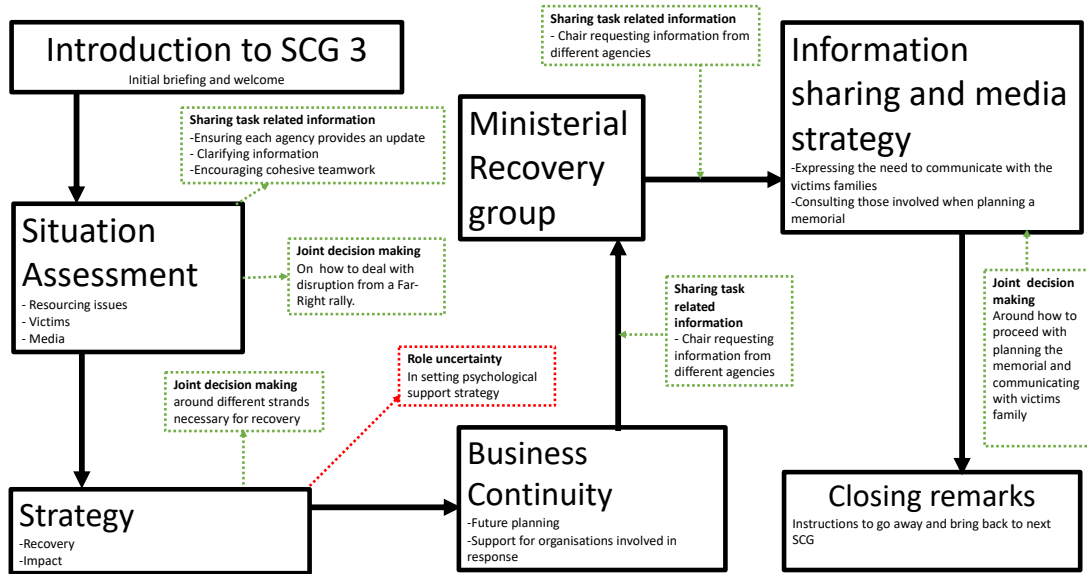 Introduction to SCG 3
Initial briefing and welcome
Sharing task related information
-Ensuring each agency provides an update
- Clarifying information
-Encouraging cohesive teamwork
Situation
Assessment
- Resourcing issues
- Victims
- Media
Joint decision making
On  how to deal with
disruption from a Far-
Right rally.
Joint decision making
around different strands
necessary for recovery
Role uncertainty
In setting psychological
support strategy
Strategy
-Recovery
-Impact
Business
Continuity
-Future planning
-Support for organisations involved in
response
Sharing task
related
information
- Chair requesting
information from
different agencies
Ministerial
Recovery
group
Sharing task related information
- Chair requesting information from
different agencies
Information
sharing and media
strategy
-Expressing the need to communicate with the
victims families
-Consulting those involved when planning a
memorial
Joint  decision
making
Around how to
proceed with
planning the
memorial and
communicating
with victims
family
Closing remarks
Instructions to go away and bring back to next
SCG